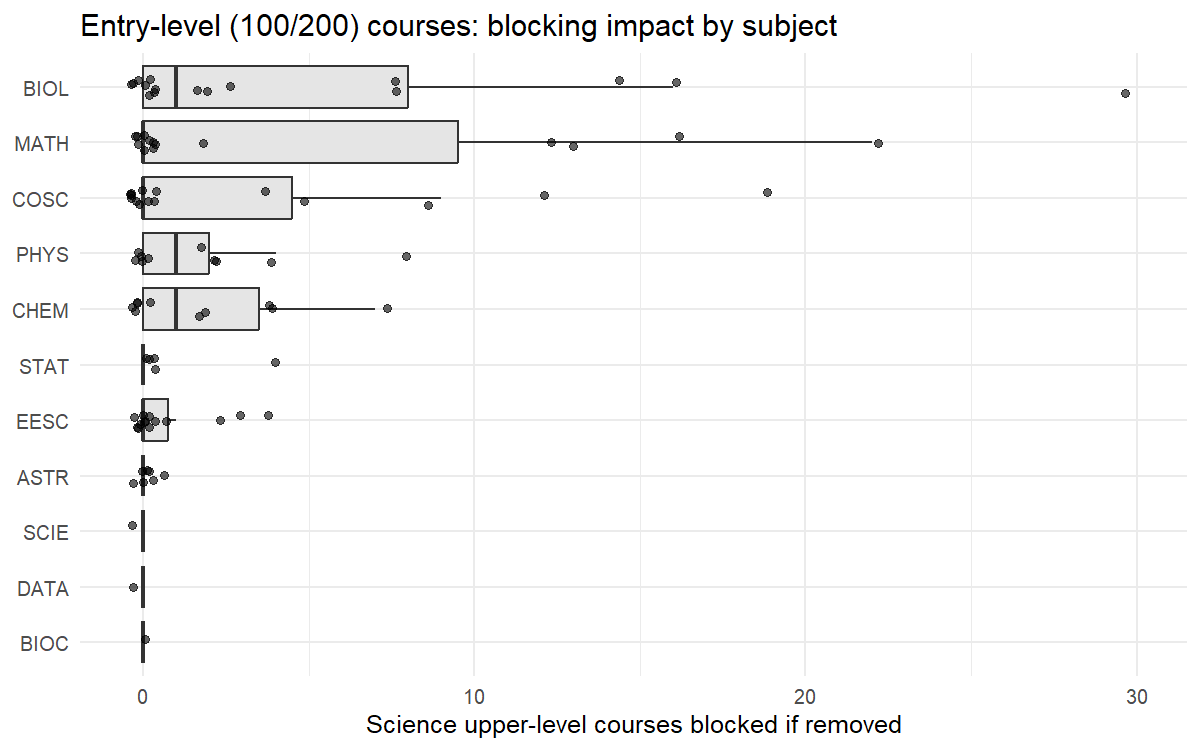 Entry-level (100/200) courses: blocking impact by subject
BIOL
MATH
COSC
PHYS
CHEM
STAT
EESC
ASTR
SCIE
DATA
BIOC
0 10 20 30
Science upper-level courses blocked if removed